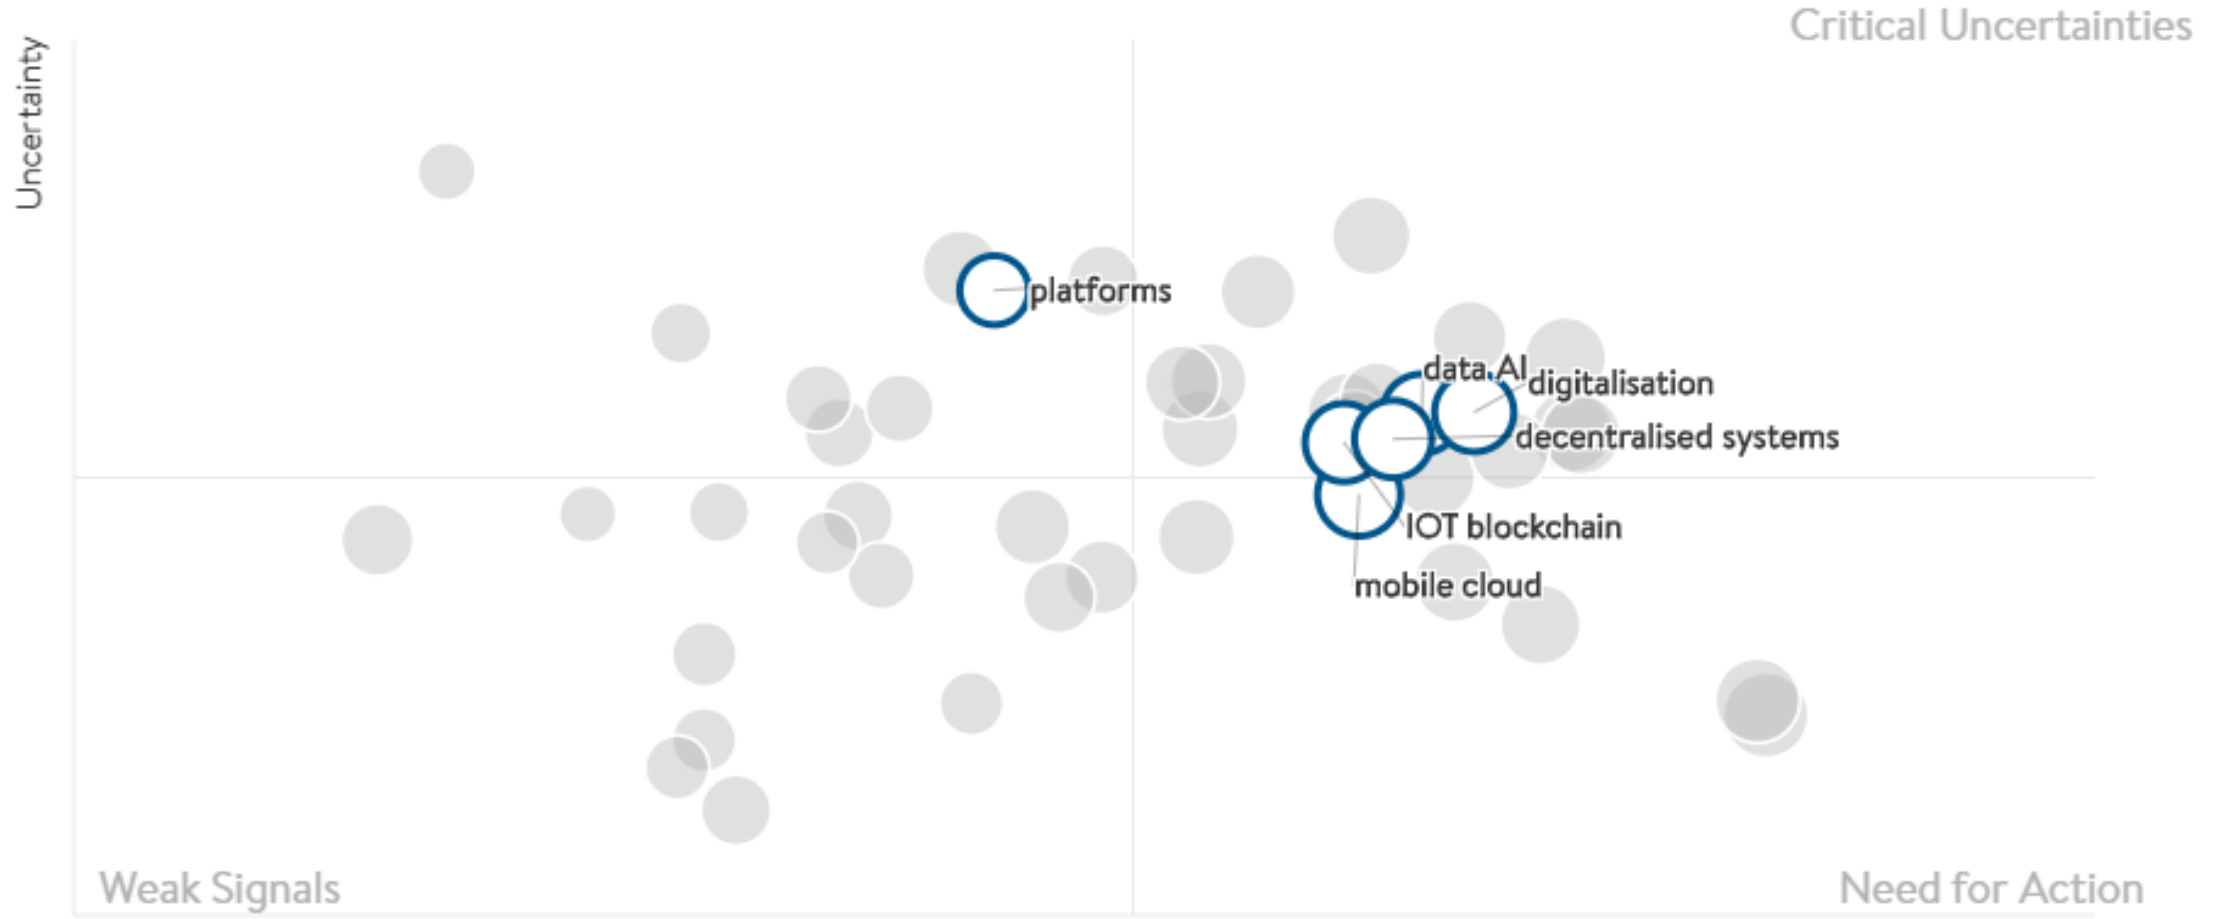 Critical Uncertainties
Uncertainty
platforms
data AI
digitalisation
decentralised systems
IOT blockchain
mobile cloud
Weak Signals
Need for Action